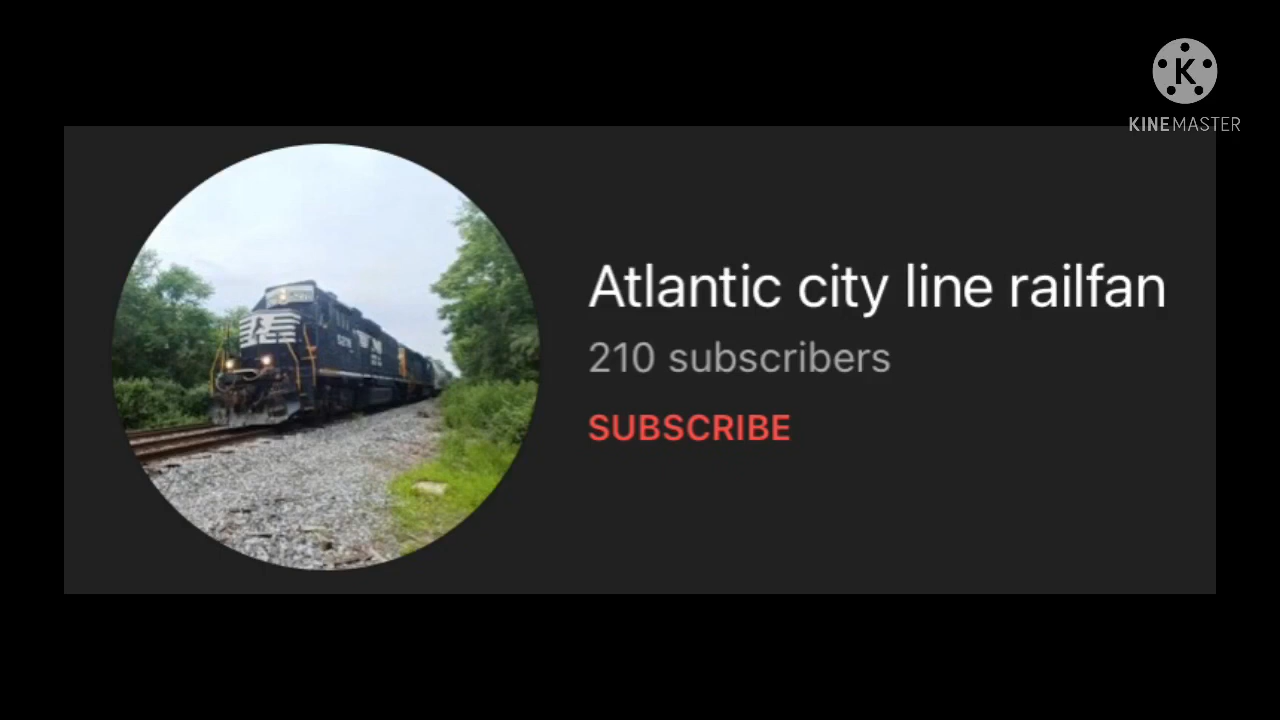 K
KINEMASTER
Atlantic city line railfan
210 subscribers
SUBSCRIBE